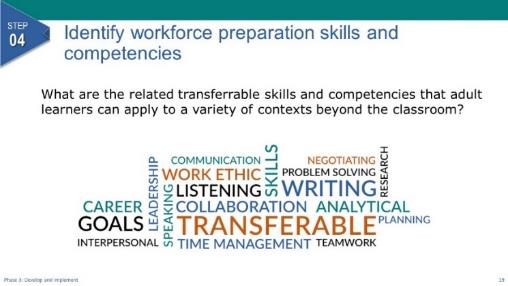 STEP
04
Identify workforce preparation skills and
competencies
What are the related transferrable skills and competencies that adult
learners can apply to a variety of contexts beyond the classroom?
COMMUNICATION
SKILLS
NEGOTIATING
RESEARCH
LEADERSHIP
WORK ETHIC
PROBLEM SOLVING
LISTENING
WRITING
SPEAKING
CAREER
COLLABORATION
ANALYTICAL
GOALS
TRANSFERABLE
PLANNING
INTERPERSONAL
TIME MANAGEMENT
TEAMWORK
Phase 3: Develop and Implement
19